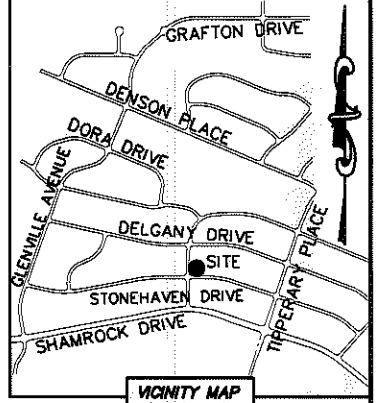 GRAFTON DRIVE
DENSON PLACE
DORA DRIVE
GLENVILLE AVENUE
DELGANY DRIVE
SITE
TIPPERARY PLACE
STONEHAVEN DRIVE
SHAMROCK DRIVE
VICINITY MAP